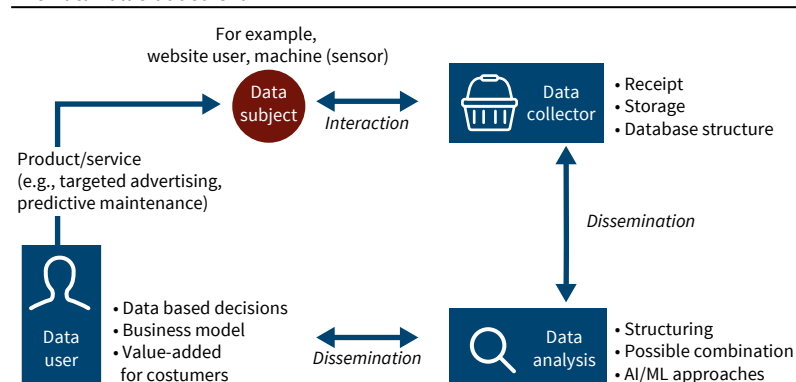 For example,
website user, machine (sensor)
Data
subject
Interaction
Data
collector
• Receipt
• Storage
• Database structure
Product/service
(e.g., targeted advertising,
predictive maintenance)
Dissemination
Data
user
• Data based decisions
• Business model
• Value-added
for costumers
Dissemination
Data
analysis
• Structuring
• Possible combination
• AI/ML approaches